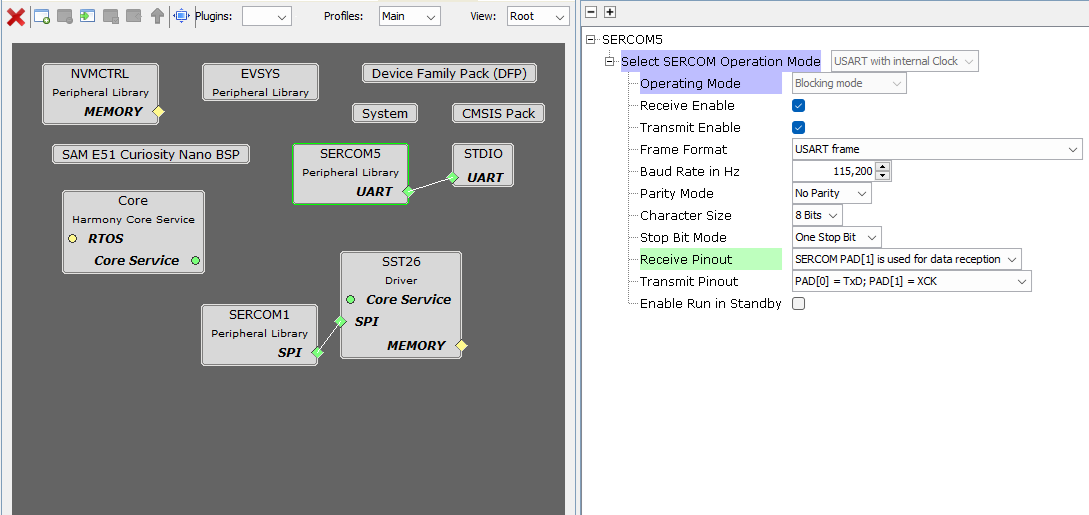 Plugins:
Profiles:
Main
View:
Root
NVMCTRL
Peripheral Library
MEMORY
EVSYS
Peripheral Library
Device Family Pack (DFP)
System
CMSIS Pack
SAM E51 Curiosity Nano BSP
SERCOM5
Peripheral Library
UART
STDIO
UART
Core
Harmony Core Service
RTOS
Core Service
SST26
Driver
Core Service
SPI
MEMORY
SERCOM1
Peripheral Library
SPI
SERCOM5
Select SERCOM Operation Mode USART with internal Clock
Operating Mode Blocking mode
Receive Enable
Transmit Enable
Frame Format USART frame
Baud Rate in Hz 115,200
Parity Mode No Parity
Character Size 8 Bits
Stop Bit Mode One Stop Bit
Receive Pinout SERCOM PAD[1] is used for data reception
Transmit Pinout PAD[0] = TxD; PAD[1] = XCK
Enable Run in Standby